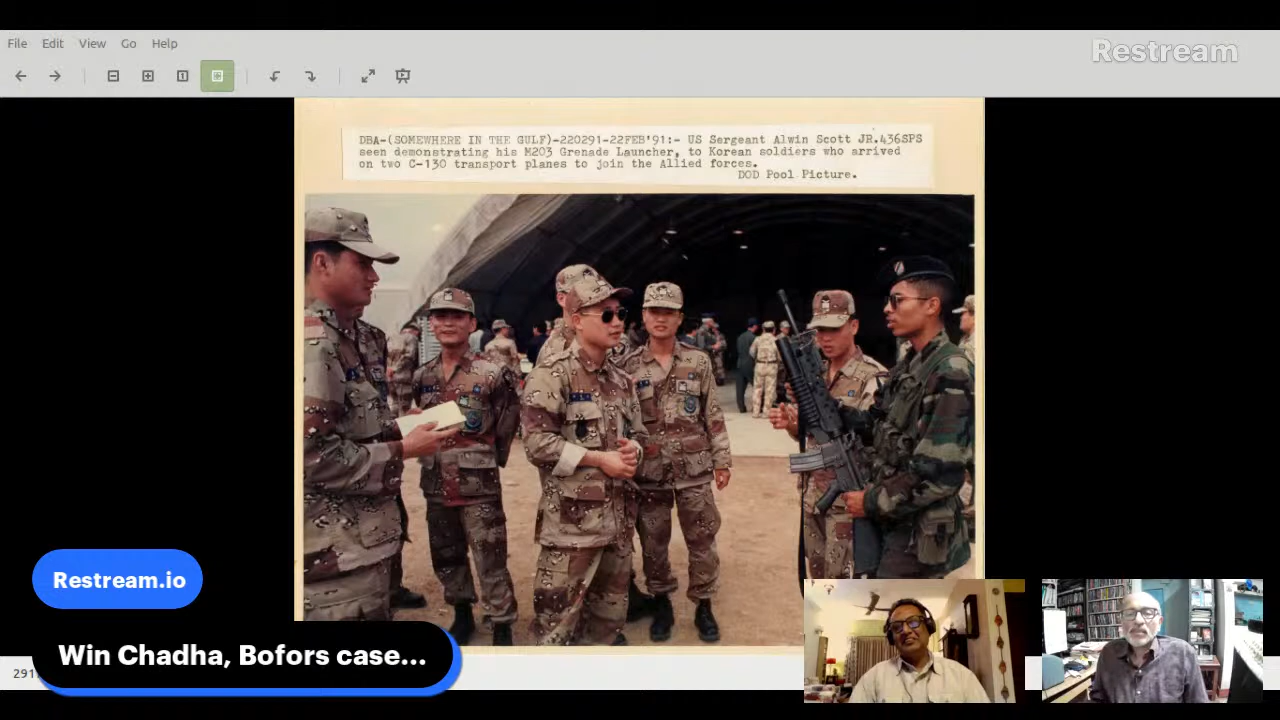 File Edit View Go Help
Restream
DBA-(SOMEWHERE IN THE GULF)-220291-22FEB'91:- US Sergeant Alwin Scott JR.436SPS
seen demonstrating his M203 Grenade Launcher, to Korean soldiers who arrived
on two C-130 transport planes to join the Allied forces.
DOD Pool Picture.
Restream.io
Win Chadha, Bofors case...
291